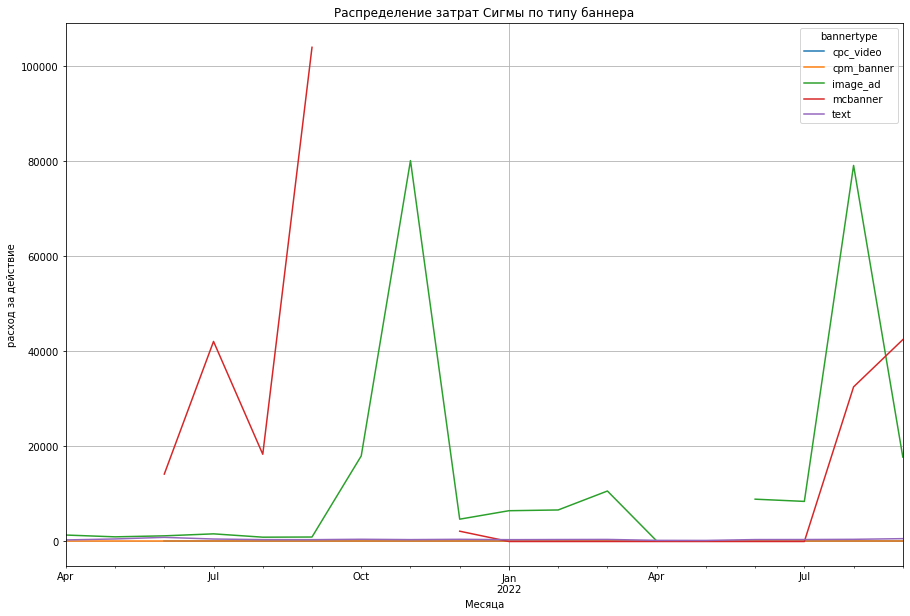 Распределение затрат Сигмы по типу баннера
bannertype
cpc_video
cpm_banner
image_ad
mcbanner
text
расход за действие
100000
80000
60000
40000
20000
0
Apr
Jul
Oct
Jan
2022
Apr
Jul
Месяца